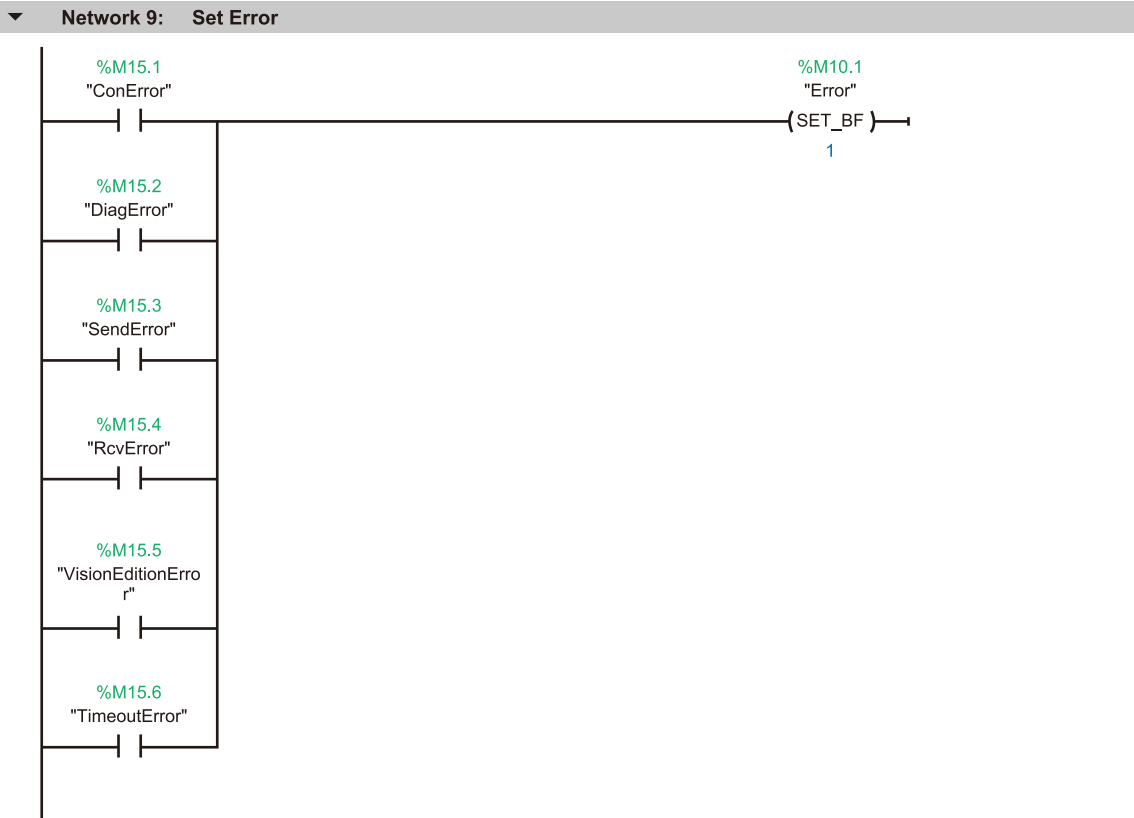 Network 9: Set Error
%M15.1
"ConError"
%M10.1
"Error"
SET_BF
1
%M15.2
"DiagError"
%M15.3
"SendError"
%M15.4
"RcvError"
%M15.5
"VisionEditionErro
r"
%M15.6
"TimeoutError"